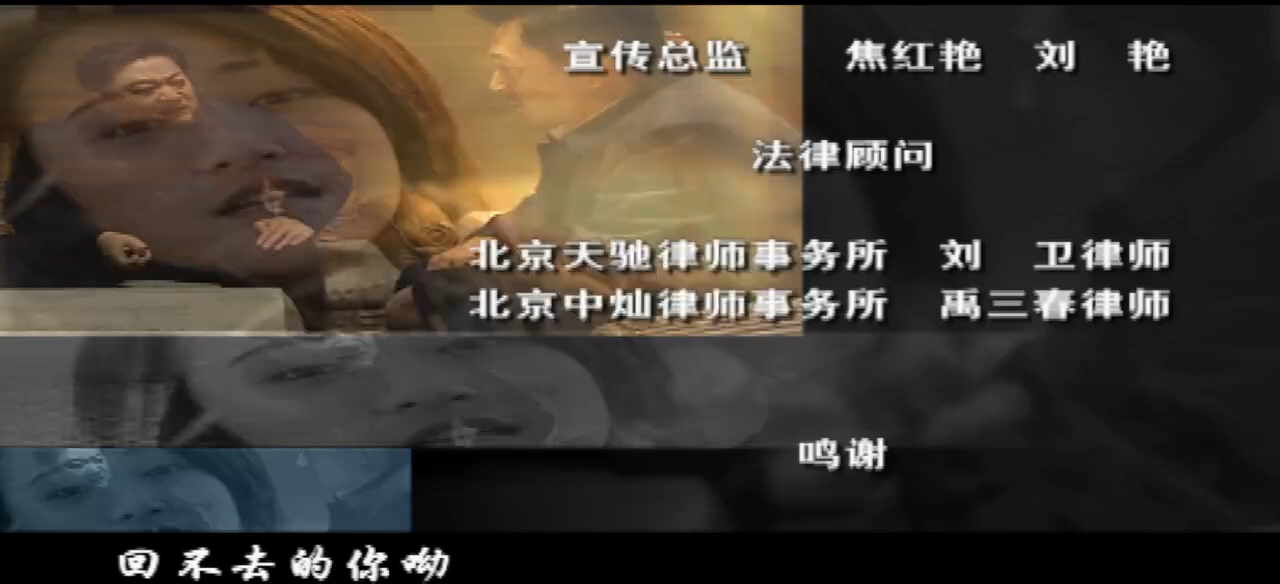 宣传总监 焦红艳 刘 艳
法律顾问
北京天驰律师事务所 刘 卫律师
北京中灿律师事务所 禹三春律师
鸣谢
回不去的你呦